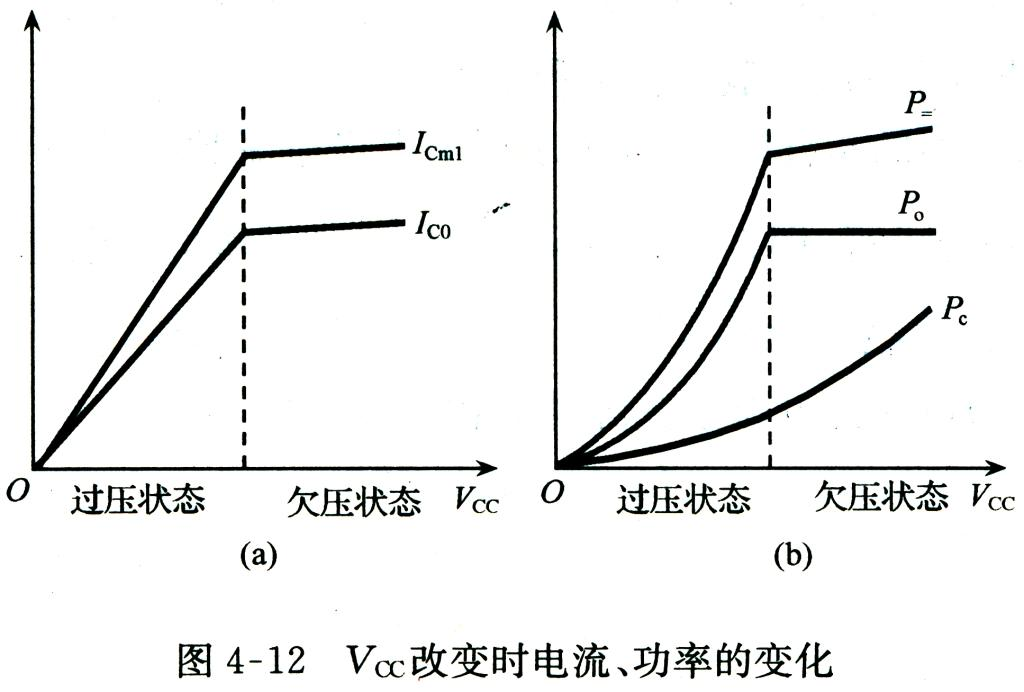 I_Cm1
I_C0
O 过压状态 欠压状态 V_CC
(a)
P_=
P_o
P_c
O 过压状态 欠压状态 V_CC
(b)
图 4-12 V_CC改变时电流、功率的变化